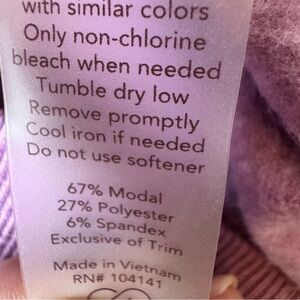 with similar colors
Only non-chlorine
bleach when needed
Tumble dry low
Remove promptly
Cool iron if needed
Do not use softener
67% Modal
27% Polyester
6% Spandex
Exclusive of Trim
Made in Vietnam
RN# 104141